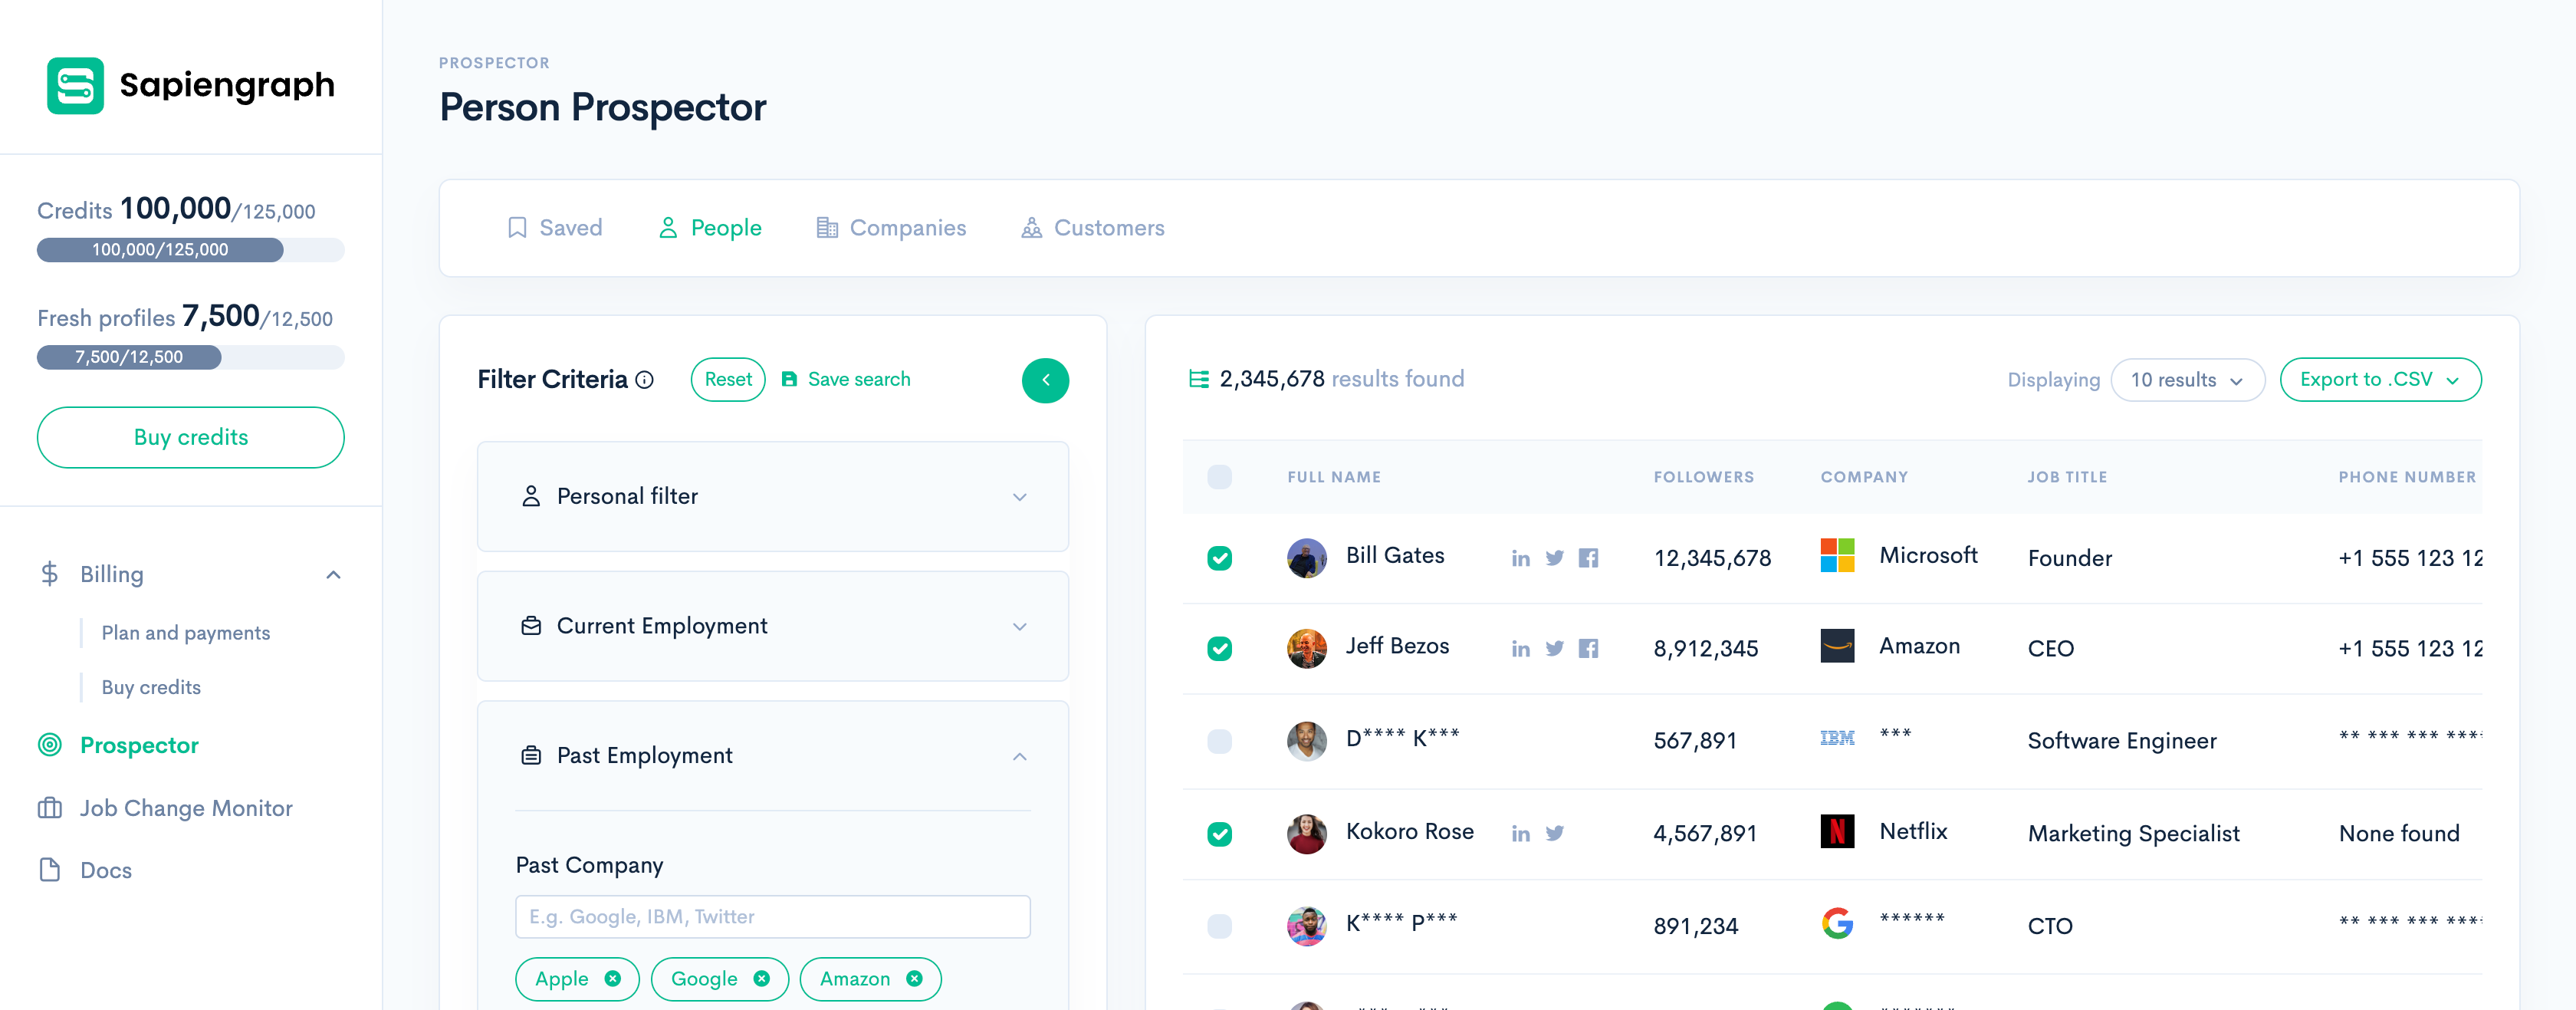 Sapiengraph
Credits 100,000/125,000
100,000/125,000
Fresh profiles 7,500/12,500
7,500/12,500
Buy credits
Billing
Plan and payments
Buy credits
Prospector
Job Change Monitor
Docs
PROSPECTOR
Person Prospector
Saved People Companies Customers
Filter Criteria Reset Save search
Personal filter
Current Employment
Past Employment
Past Company
E.g. Google, IBM, Twitter
Apple Google Amazon
2,345,678 results found Displaying 10 results Export to .CSV
FULL NAME FOLLOWERS COMPANY JOB TITLE PHONE NUMBER
Bill Gates 12,345,678 Microsoft Founder +1 555 123 12
Jeff Bezos 8,912,345 Amazon CEO +1 555 123 12
D**** K*** 567,891 IBM *** Software Engineer ** *** *** ****
Kokoro Rose 4,567,891 Netflix Marketing Specialist None found
K**** P*** 891,234 ****** CTO ** *** *** ****